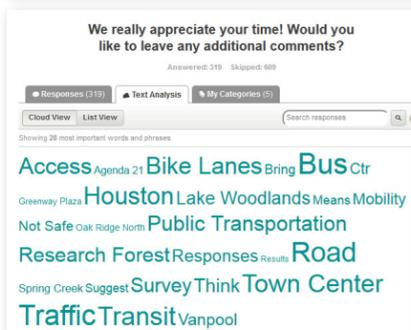 We really appreciate your time! Would you
like to leave any additional comments?
Answered: 319 Skipped: 609
Responses (319) Text Analysis My Categories (5)
Cloud View List View Search responses
Showing 28 most important words and phrases
Access Agenda 21 Bike Lanes Bring Bus Ctr
Greenway Plaza Houston Lake Woodlands Means Mobility
Not Safe Oak Ridge North Public Transportation
Research Forest Responses Results Road
Spring Creek Suggest Survey Think Town Center
Traffic Transit Vanpool